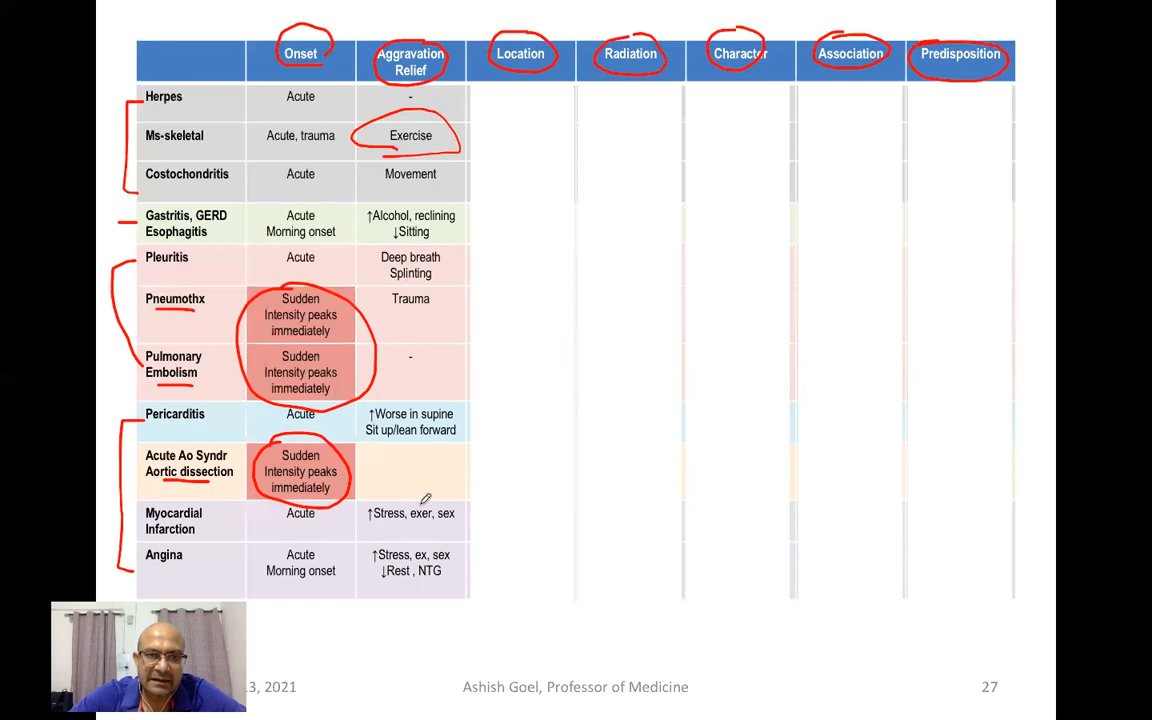 Onset
Aggravation
Relief
Location
Radiation
Character
Association
Predisposition
Herpes
Acute
-
Ms-skeletal
Acute, trauma
Exercise
Costochondritis
Acute
Movement
Gastritis, GERD
Esophagitis
Acute
Morning onset
↑Alcohol, reclining
↓Sitting
Pleuritis
Acute
Deep breath
Splinting
Pneumothx
Sudden
Intensity peaks
immediately
Trauma
Pulmonary
Embolism
Sudden
Intensity peaks
immediately
-
Pericarditis
Acute
↑Worse in supine
Sit up/lean forward
Acute Ao Syndr
Aortic dissection
Sudden
Intensity peaks
immediately
Myocardial
Infarction
Acute
↑Stress, exer, sex
Angina
Acute
Morning onset
↑Stress, ex, sex
↓Rest , NTG
3, 2021
Ashish Goel, Professor of Medicine
27